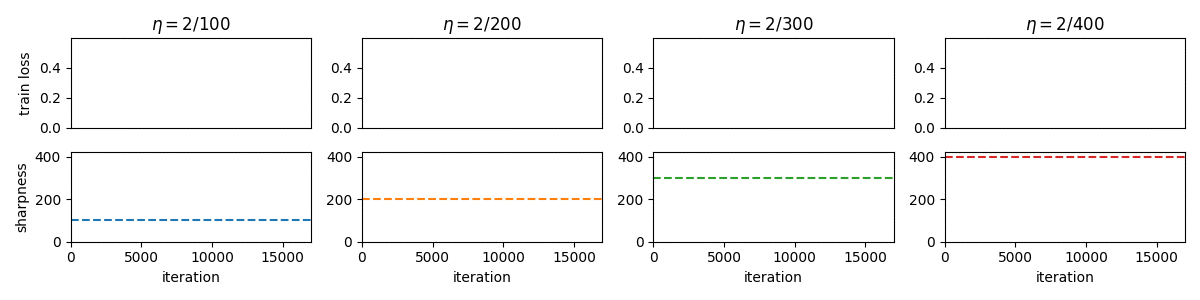 η = 2/100 η = 2/200 η = 2/300 η = 2/400
train loss
0.4 0.4 0.4 0.4
0.2 0.2 0.2 0.2
0.0 0.0 0.0 0.0
sharpness
400 400 400 400
200 200 200 200
0 0 0 0
0 5000 10000 15000 0 5000 10000 15000 0 5000 10000 15000 0 5000 10000 15000
iteration iteration iteration iteration